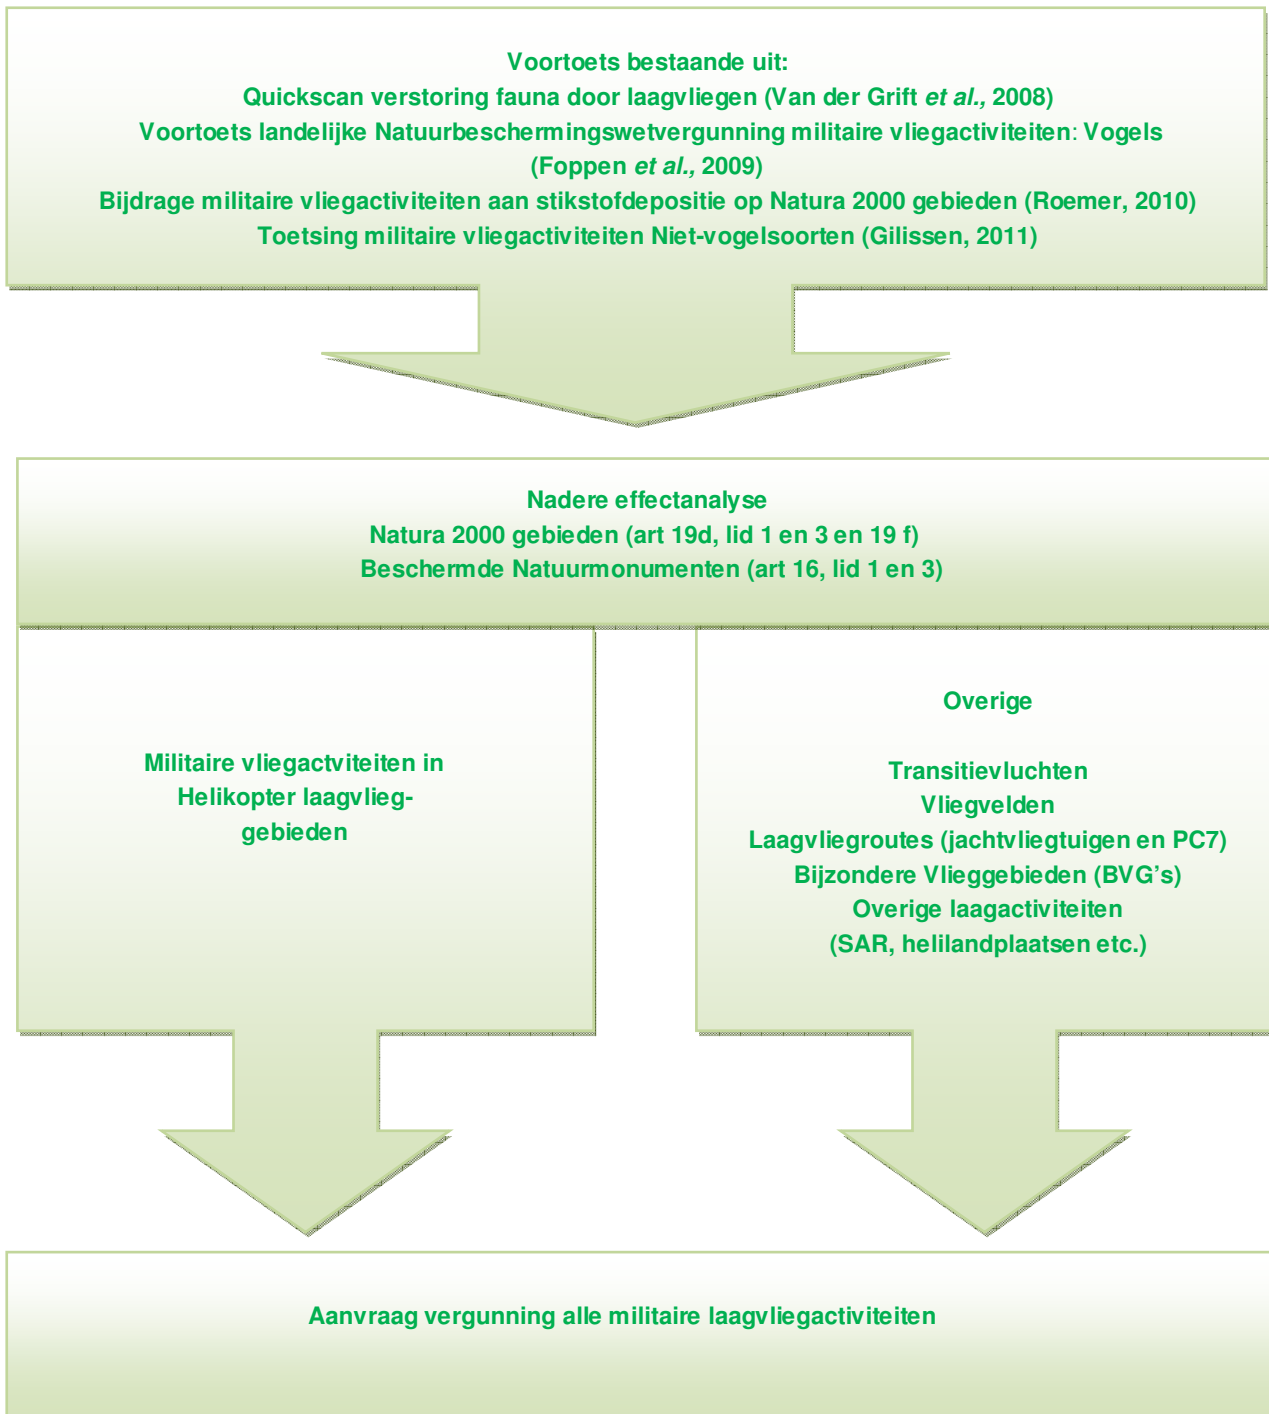 Voortoets bestaande uit:
Quickscan verstoring fauna door laagvliegen (Van der Grift et al., 2008)
Voortoets landelijke Natuurbeschermingswetvergunning militaire vliegactiviteiten: Vogels
(Foppen et al., 2009)
Bijdrage militaire vliegactiviteiten aan stikstofdepositie op Natura 2000 gebieden (Roemer, 2010)
Toetsing militaire vliegactiviteiten Niet-vogelsoorten (Gilissen, 2011)
Nadere effectanalyse
Natura 2000 gebieden (art 19d, lid 1 en 3 en 19 f)
Beschermde Natuurmonumenten (art 16, lid 1 en 3)
Militaire vliegactviteiten in
Helikopter laagvlieg-
gebieden
Overige
Transitievluchten
Vliegvelden
Laagvliegroutes (jachtvliegtuigen en PC7)
Bijzondere Vlieggebieden (BVG's)
Overige laagactiviteiten
(SAR, helilandplaatsen etc.)
Aanvraag vergunning alle militaire laagvliegactiviteiten